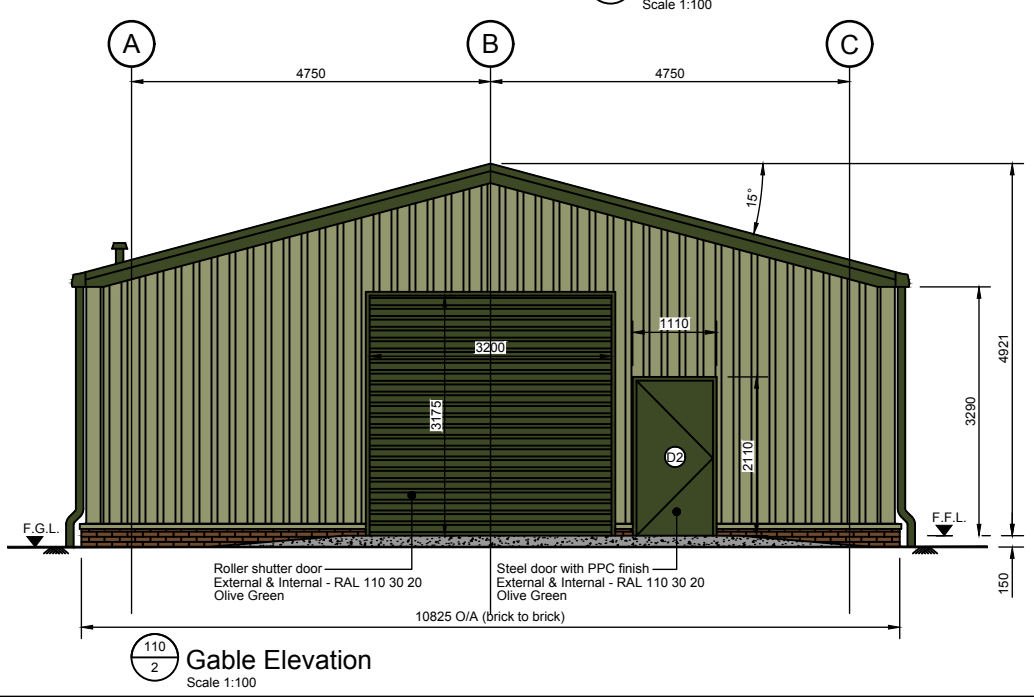 Scale 1:100
A
B
C
4750
4750
15°
1110
3200
3175
2110
D2
4921
3290
F.G.L.
F.F.L.
150
Roller shutter door
External & Internal - RAL 110 30 20
Olive Green
Steel door with PPC finish
External & Internal - RAL 110 30 20
Olive Green
10825 O/A (brick to brick)
110
2
Gable Elevation
Scale 1:100